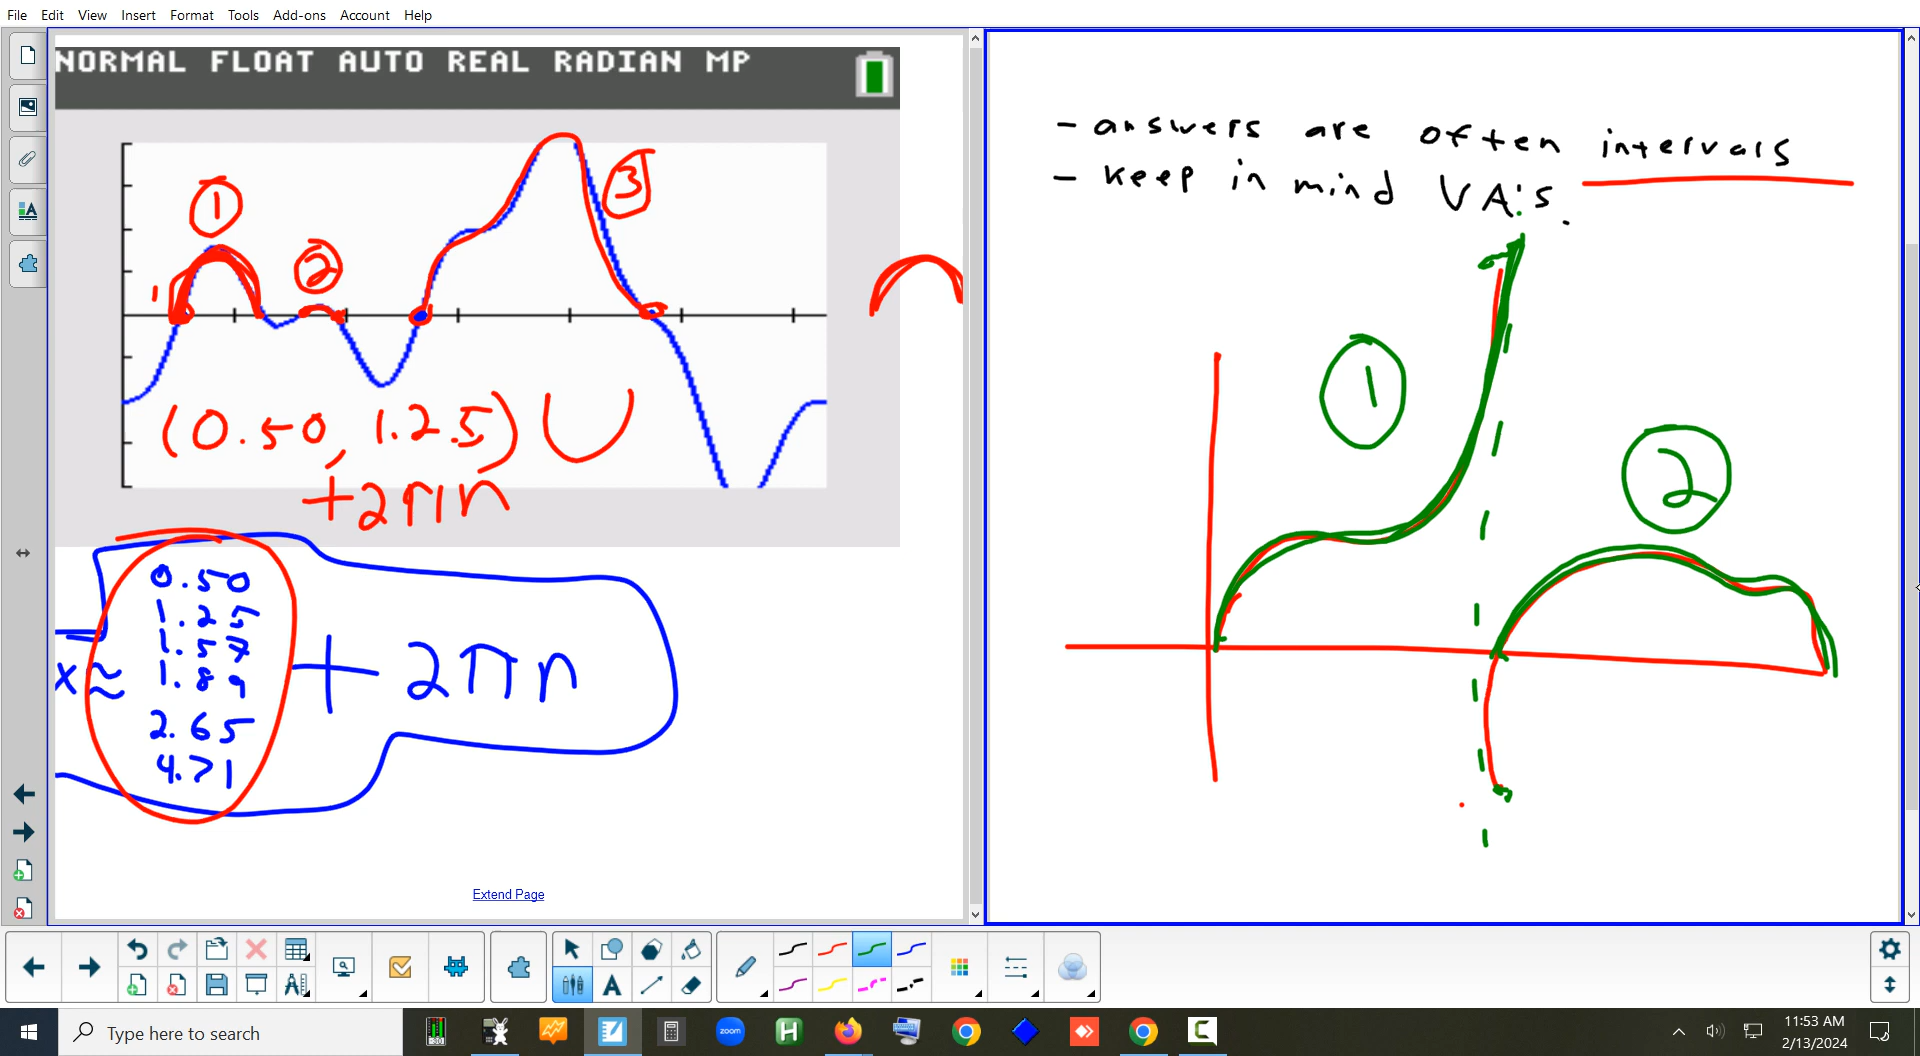 File Edit View Insert Format Tools Add-ons Account Help
NORMAL FLOAT AUTO REAL RADIAN MP
1
2
3
(0.50, 1.25) U
+2πn
x≈
0.50
1.25
1.57
1.89
2.65
4.71
+ 2πn
Extend Page
- answers are often intervals
- keep in mind VA's.
1
2
Type here to search
zoom
11:53 AM
2/13/2024